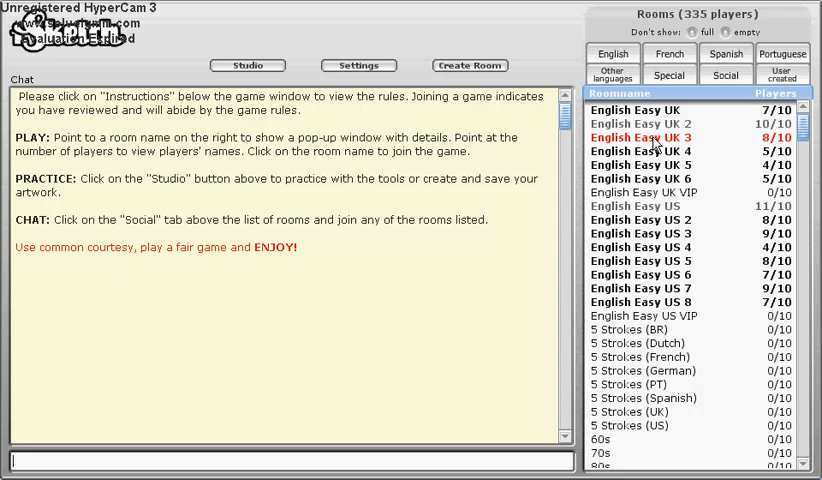 Unregistered HyperCam 3
Evaluation Expired
Rooms (335 players)
Don't show: full empty
English French Spanish Portuguese
Other languages Special Social User created
Studio Settings Create Room
Chat
Please click on "Instructions" below the game window to view the rules. Joining a game indicates
you have reviewed and will abide by the game rules.
PLAY: Point to a room name on the right to show a pop-up window with details. Point at the
number of players to view players' names. Click on the room name to join the game.
PRACTICE: Click on the "Studio" button above to practice with the tools or create and save your
artwork.
CHAT: Click on the "Social" tab above the list of rooms and join any of the rooms listed.
Use common courtesy, play a fair game and ENJOY!
Roomname Players
English Easy UK 7/10
English Easy UK 2 10/10
English Easy UK 3 8/10
English Easy UK 4 5/10
English Easy UK 5 4/10
English Easy UK 6 5/10
English Easy UK VIP 0/10
English Easy US 11/10
English Easy US 2 8/10
English Easy US 3 9/10
English Easy US 4 4/10
English Easy US 5 8/10
English Easy US 6 7/10
English Easy US 7 9/10
English Easy US 8 7/10
English Easy US VIP 0/10
5 Strokes (BR) 0/10
5 Strokes (Dutch) 0/10
5 Strokes (French) 0/10
5 Strokes (German) 0/10
5 Strokes (PT) 0/10
5 Strokes (Spanish) 0/10
5 Strokes (UK) 0/10
5 Strokes (US) 0/10
60s 0/10
70s 0/10
80s 0/10